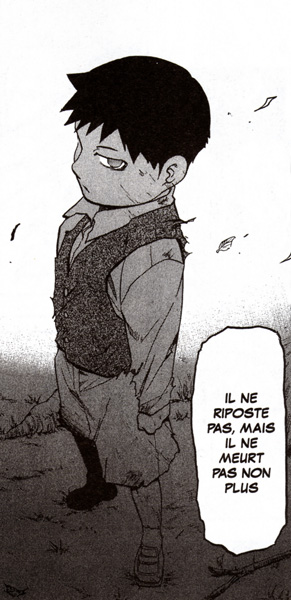 IL NE
RIPOSTE
PAS, MAIS
IL NE
MEURT
PAS NON
PLUS